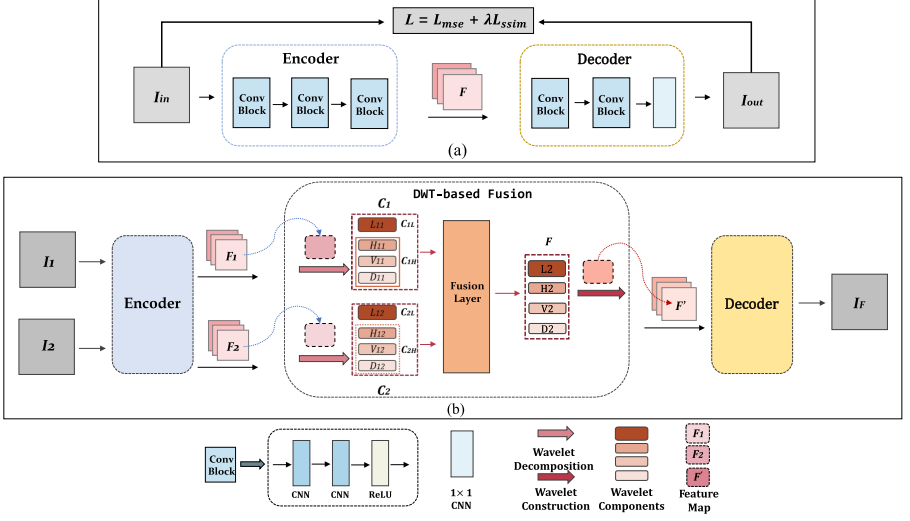 L = Lmse + λLssim
Encoder
Decoder
Iin
Conv
Block
Conv
Block
Conv
Block
F
Conv
Block
Conv
Block
Iout
(a)
DWT-based Fusion
C1
L11
C1L
H11
V11
C1H
D11
I1
F1
Encoder
I2
F2
L12
C2L
H12
V12
C2H
D12
C2
Fusion
Layer
F
L2
H2
V2
D2
F'
Decoder
IF
(b)
Conv
Block
CNN
CNN
ReLU
1× 1
CNN
Wavelet
Decomposition
Wavelet
Construction
Wavelet
Components
F1
F2
F'
Feature
Map